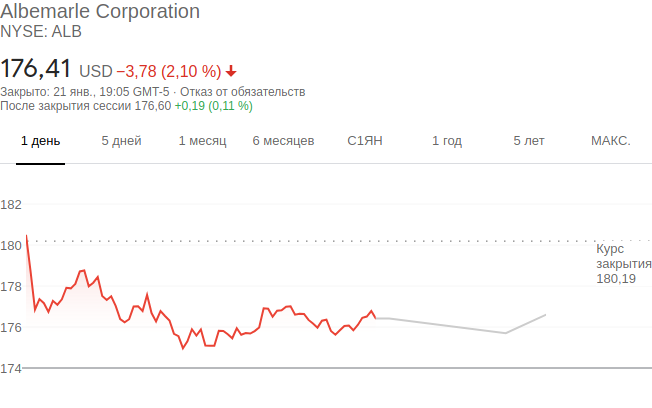 Albemarle Corporation
NYSE: ALB
176,41 USD −3,78 (2,10 %)
Закрыто: 21 янв., 19:05 GMT-5 · Отказ от обязательств
После закрытия сессии 176,60 +0,19 (0,11 %)
1 день 5 дней 1 месяц 6 месяцев С1ЯН 1 год 5 лет МАКС.
182
180
Курс
закрытия
180,19
178
176
174